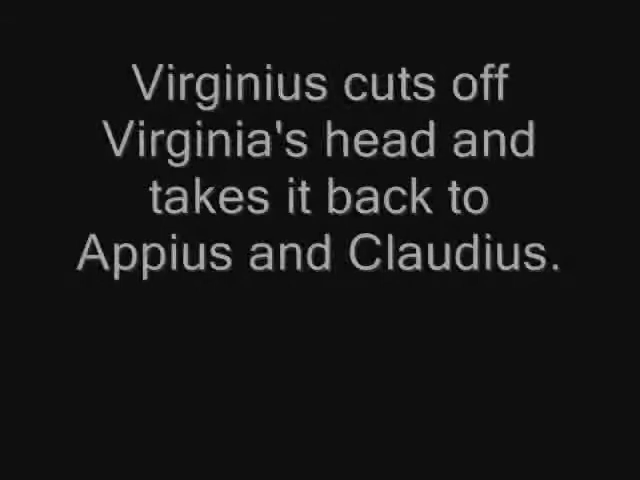 Virginius cuts off
Virginia's head and
takes it back to
Appius and Claudius.